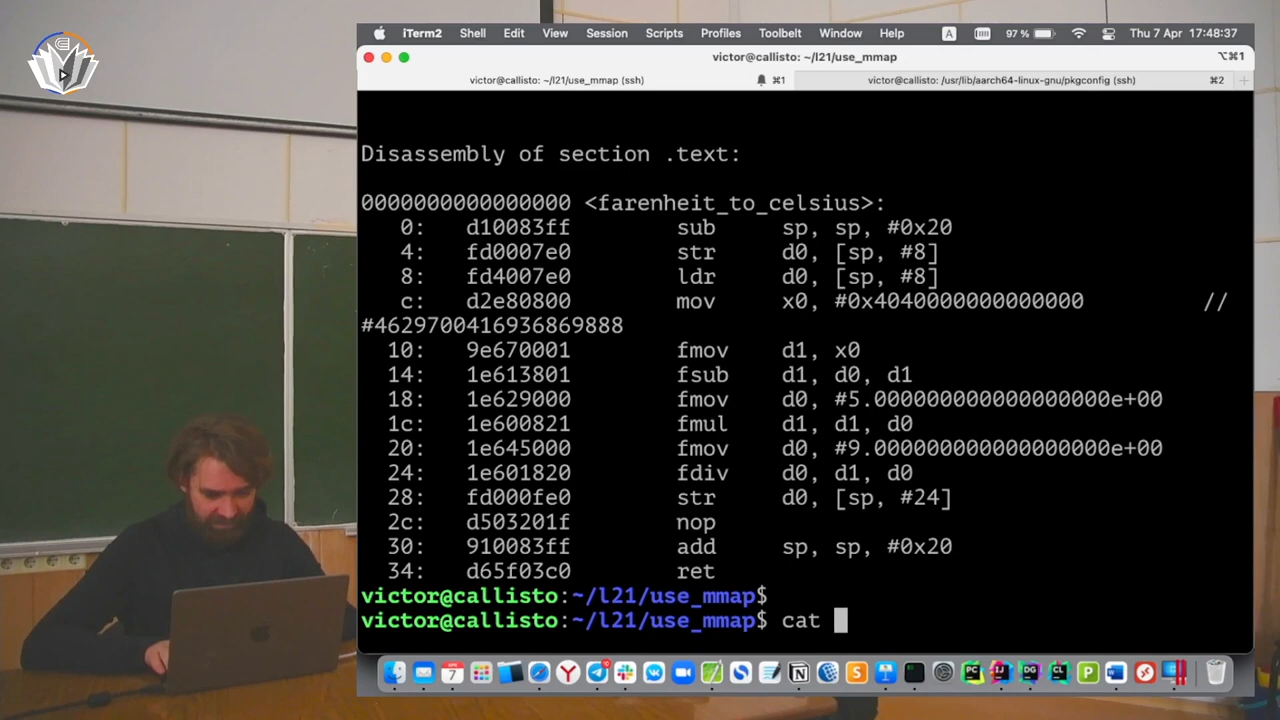 iTerm2 Shell Edit View Session Scripts Profiles Toolbelt Window Help A 97 % Thu 7 Apr 17:48:37
victor@callisto: ~/l21/use_mmap ⌥⌘1
victor@callisto: ~/l21/use_mmap (ssh) ⌘1 victor@callisto: /usr/lib/aarch64-linux-gnu/pkgconfig (ssh) ⌘2
Disassembly of section .text:
0000000000000000 <farenheit_to_celsius>:
0: d10083ff sub sp, sp, #0x20
4: fd0007e0 str d0, [sp, #8]
8: fd4007e0 ldr d0, [sp, #8]
c: d2e80800 mov x0, #0x4040000000000000 //
#4629700416936869888
10: 9e670001 fmov d1, x0
14: 1e613801 fsub d1, d0, d1
18: 1e629000 fmov d0, #5.000000000000000000e+00
1c: 1e600821 fmul d1, d1, d0
20: 1e645000 fmov d0, #9.000000000000000000e+00
24: 1e601820 fdiv d0, d1, d0
28: fd000fe0 str d0, [sp, #24]
2c: d503201f nop
30: 910083ff add sp, sp, #0x20
34: d65f03c0 ret
victor@callisto:~/l21/use_mmap$
victor@callisto:~/l21/use_mmap$ cat